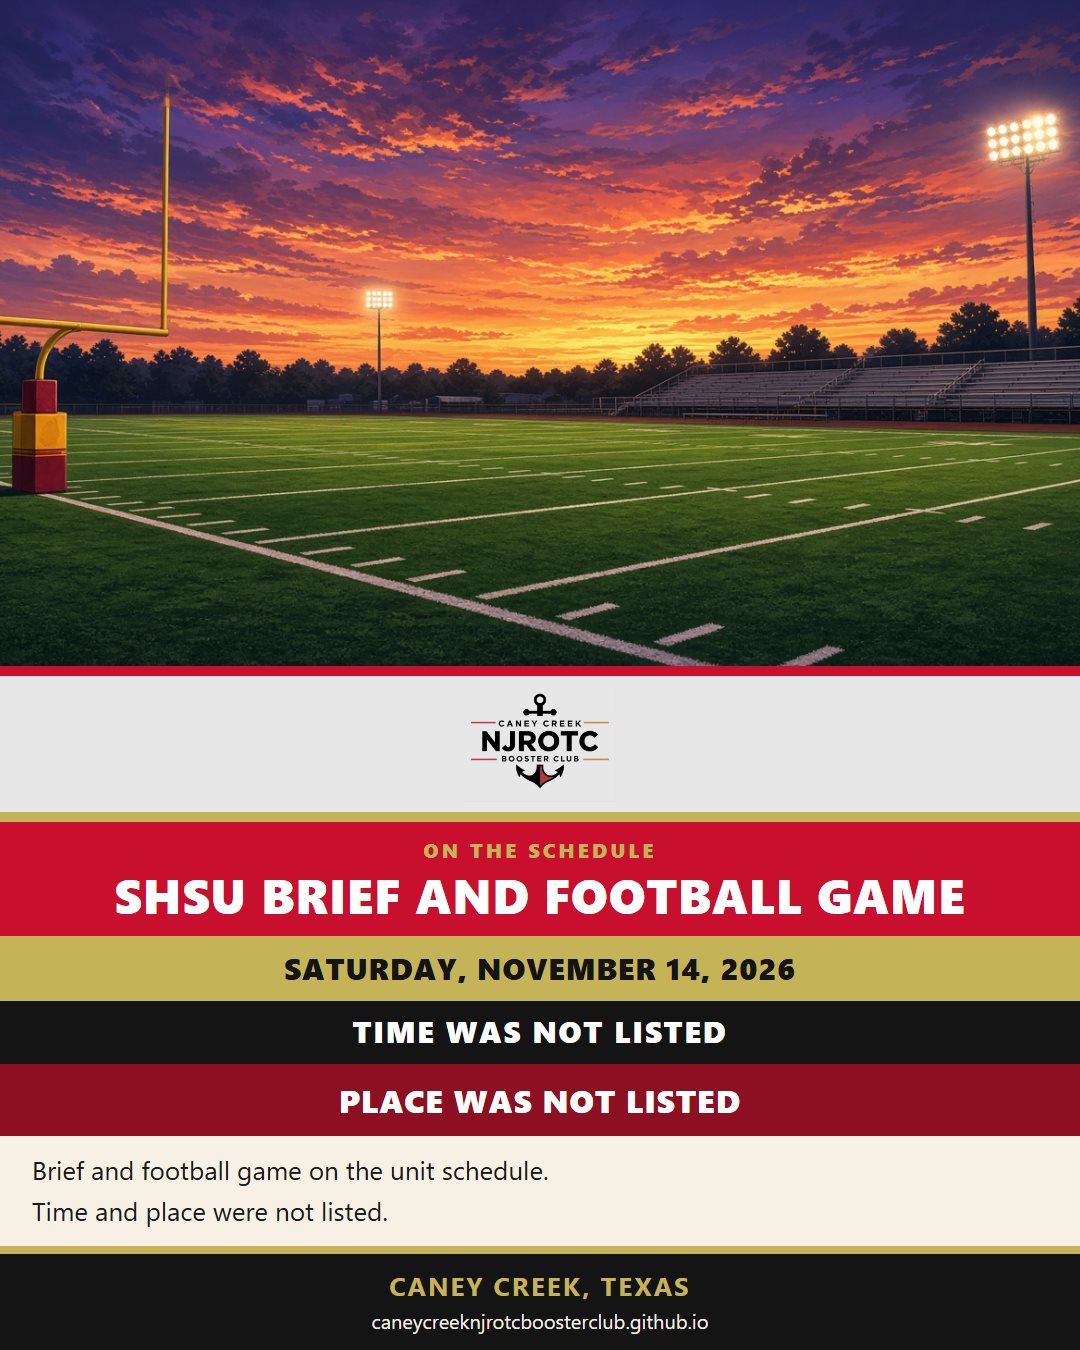 CANEY CREEK
NJROTC
BOOSTER CLUB
ON THE SCHEDULE
SHSU BRIEF AND FOOTBALL GAME
SATURDAY, NOVEMBER 14, 2026
TIME WAS NOT LISTED
PLACE WAS NOT LISTED
Brief and football game on the unit schedule.
Time and place were not listed.
CANEY CREEK, TEXAS
caneycreeknjrotcboosterclub.github.io